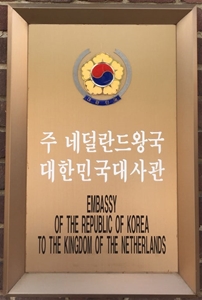 주 네덜란드왕국
대한민국대사관
EMBASSY
OF THE REPUBLIC OF KOREA
TO THE KINGDOM OF THE NETHERLANDS